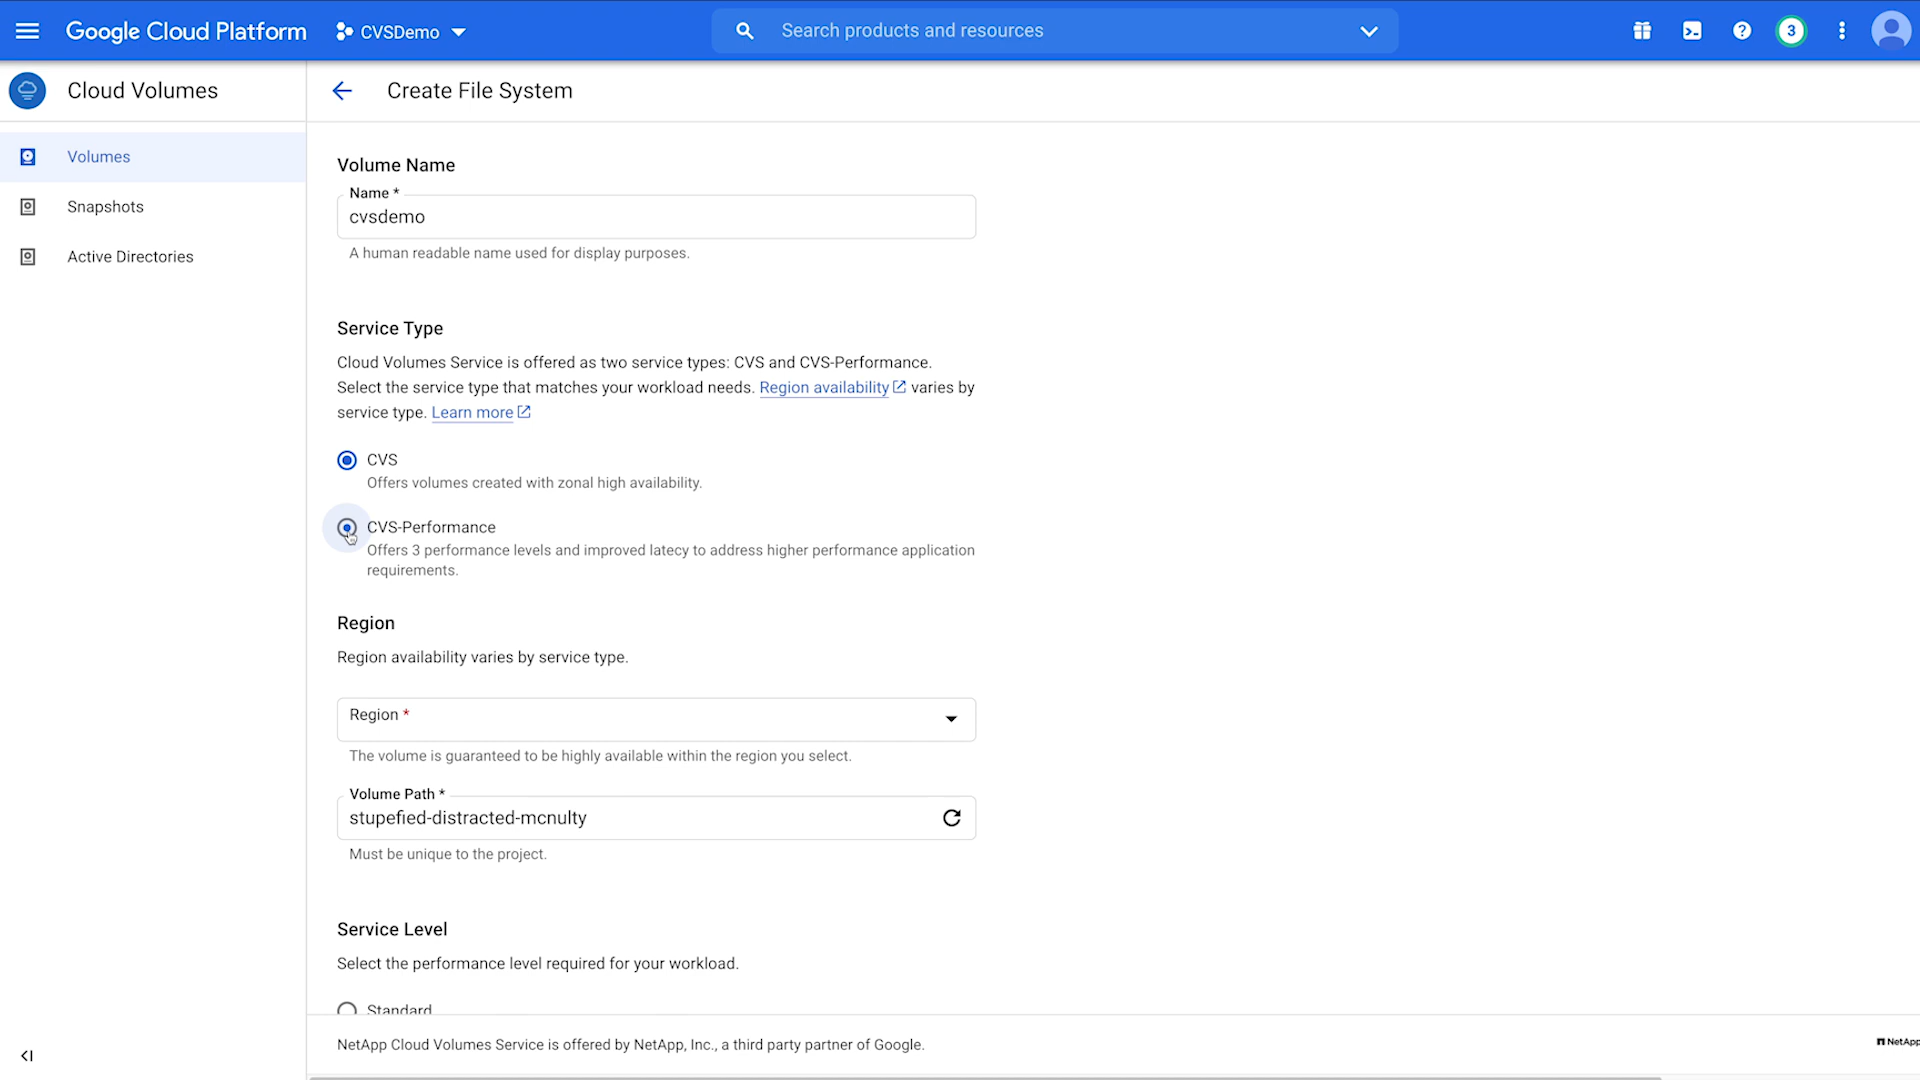 Google Cloud Platform
CVSDemo
Search products and resources
3
Cloud Volumes
Create File System
Volumes
Snapshots
Active Directories
Volume Name
Name *
cvsdemo
A human readable name used for display purposes.
Service Type
Cloud Volumes Service is offered as two service types: CVS and CVS-Performance.
Select the service type that matches your workload needs. Region availability varies by
service type. Learn more
CVS
Offers volumes created with zonal high availability.
CVS-Performance
Offers 3 performance levels and improved latecy to address higher performance application
requirements.
Region
Region availability varies by service type.
Region *
The volume is guaranteed to be highly available within the region you select.
Volume Path *
stupefied-distracted-mcnulty
Must be unique to the project.
Service Level
Select the performance level required for your workload.
Standard
NetApp Cloud Volumes Service is offered by NetApp, Inc., a third party partner of Google.
NetApp